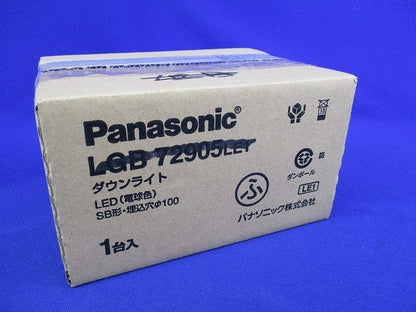 Panasonic®
LGB 72905LE1
ダウンライト
LED（電球色）
SB形・埋込穴Φ100
1台入
ふ
段
ダンボール
LE1
パナソニック株式会社